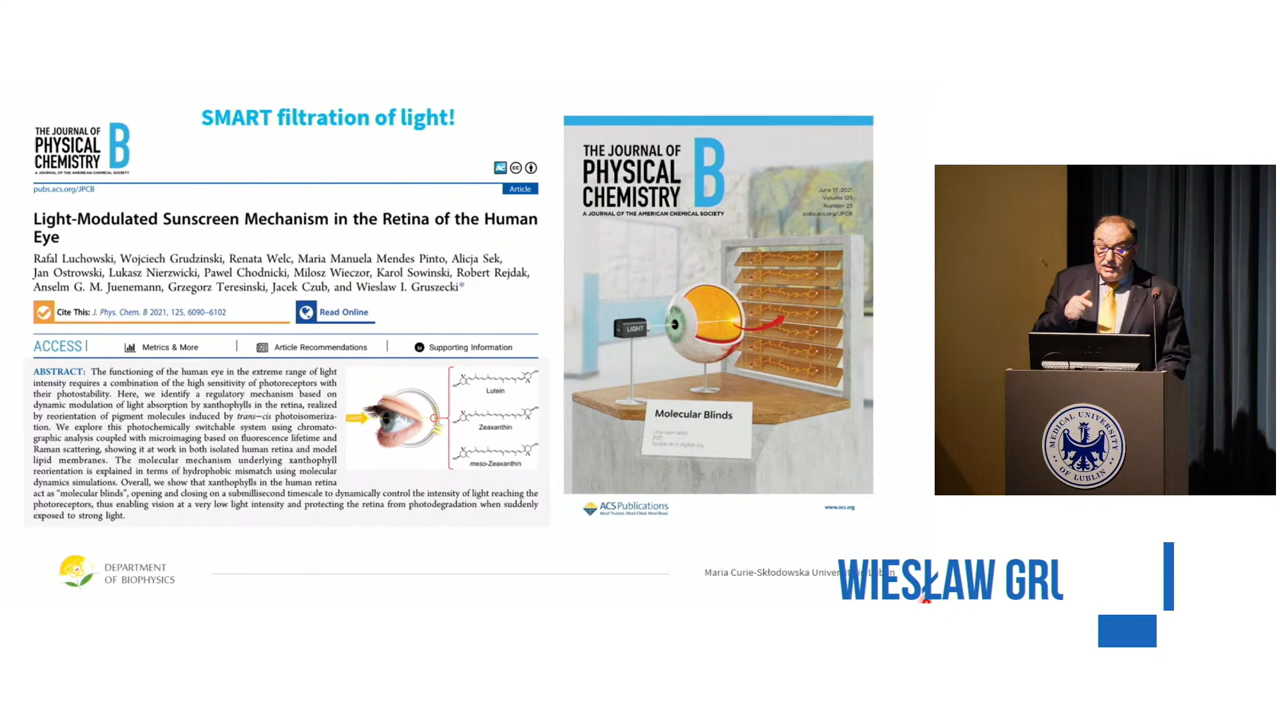 SMART filtration of light!
THE JOURNAL OF
PHYSICAL
CHEMISTRY B
A JOURNAL OF THE AMERICAN CHEMICAL SOCIETY
pubs.acs.org/JPCB
Article
Light-Modulated Sunscreen Mechanism in the Retina of the Human
Eye
Rafal Luchowski, Wojciech Grudzinski, Renata Welc, Maria Manuela Mendes Pinto, Alicja Sek,
Jan Ostrowski, Lukasz Nierzwicki, Pawel Chodnicki, Milosz Wieczor, Karol Sowinski, Robert Rejdak,
Anselm G. M. Juenemann, Grzegorz Teresinski, Jacek Czub, and Wieslaw I. Gruszecki*
Cite This: J. Phys. Chem. B 2021, 125, 6090–6102
Read Online
ACCESS
Metrics & More
Article Recommendations
Supporting Information
ABSTRACT: The functioning of the human eye in the extreme range of light
intensity requires a combination of the high sensitivity of photoreceptors with
their photostability. Here, we identify a regulatory mechanism based on
dynamic modulation of light absorption by xanthophylls in the retina, realized
by reorientation of pigment molecules induced by trans−cis photoisomeriza-
tion. We explore this photochemically switchable system using chromato-
graphic analysis coupled with microimaging based on fluorescence lifetime and
Raman scattering, showing it at work in both isolated human retina and model
lipid membranes. The molecular mechanism underlying xanthophyll
reorientation is explained in terms of hydrophobic mismatch using molecular
dynamics simulations. Overall, we show that xanthophylls in the human retina
act as “molecular blinds”, opening and closing on a submillisecond timescale to dynamically control the intensity of light reaching the
photoreceptors, thus enabling vision at a very low light intensity and protecting the retina from photodegradation when suddenly
exposed to strong light.
Lutein
Zeaxanthin
meso-Zeaxanthin
THE JOURNAL OF
PHYSICAL
CHEMISTRY B
A JOURNAL OF THE AMERICAN CHEMICAL SOCIETY
June 17, 2021
Volume 125
Number 23
pubs.acs.org/JPCB
LIGHT
Molecular Blinds
2021
ACS Publications
Most Trusted. Most Cited. Most Read.
www.acs.org
MEDICAL UNIVERSITY
OF LUBLIN
DEPARTMENT
OF BIOPHYSICS
Maria Curie-Skłodowska
WIESŁAW GRU